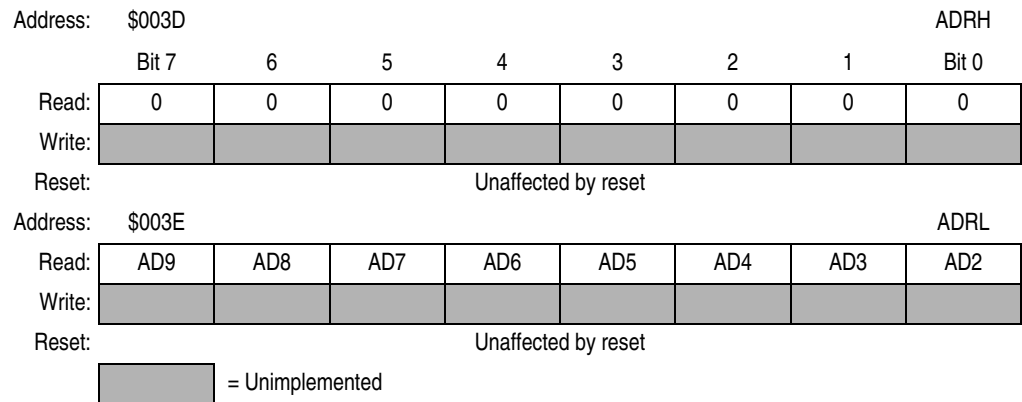 Address: $003D ADRH
Bit 7 6 5 4 3 2 1 Bit 0
Read: 0 0 0 0 0 0 0 0
Write:
Reset: Unaffected by reset
Address: $003E ADRL
Read: AD9 AD8 AD7 AD6 AD5 AD4 AD3 AD2
Write:
Reset: Unaffected by reset
= Unimplemented